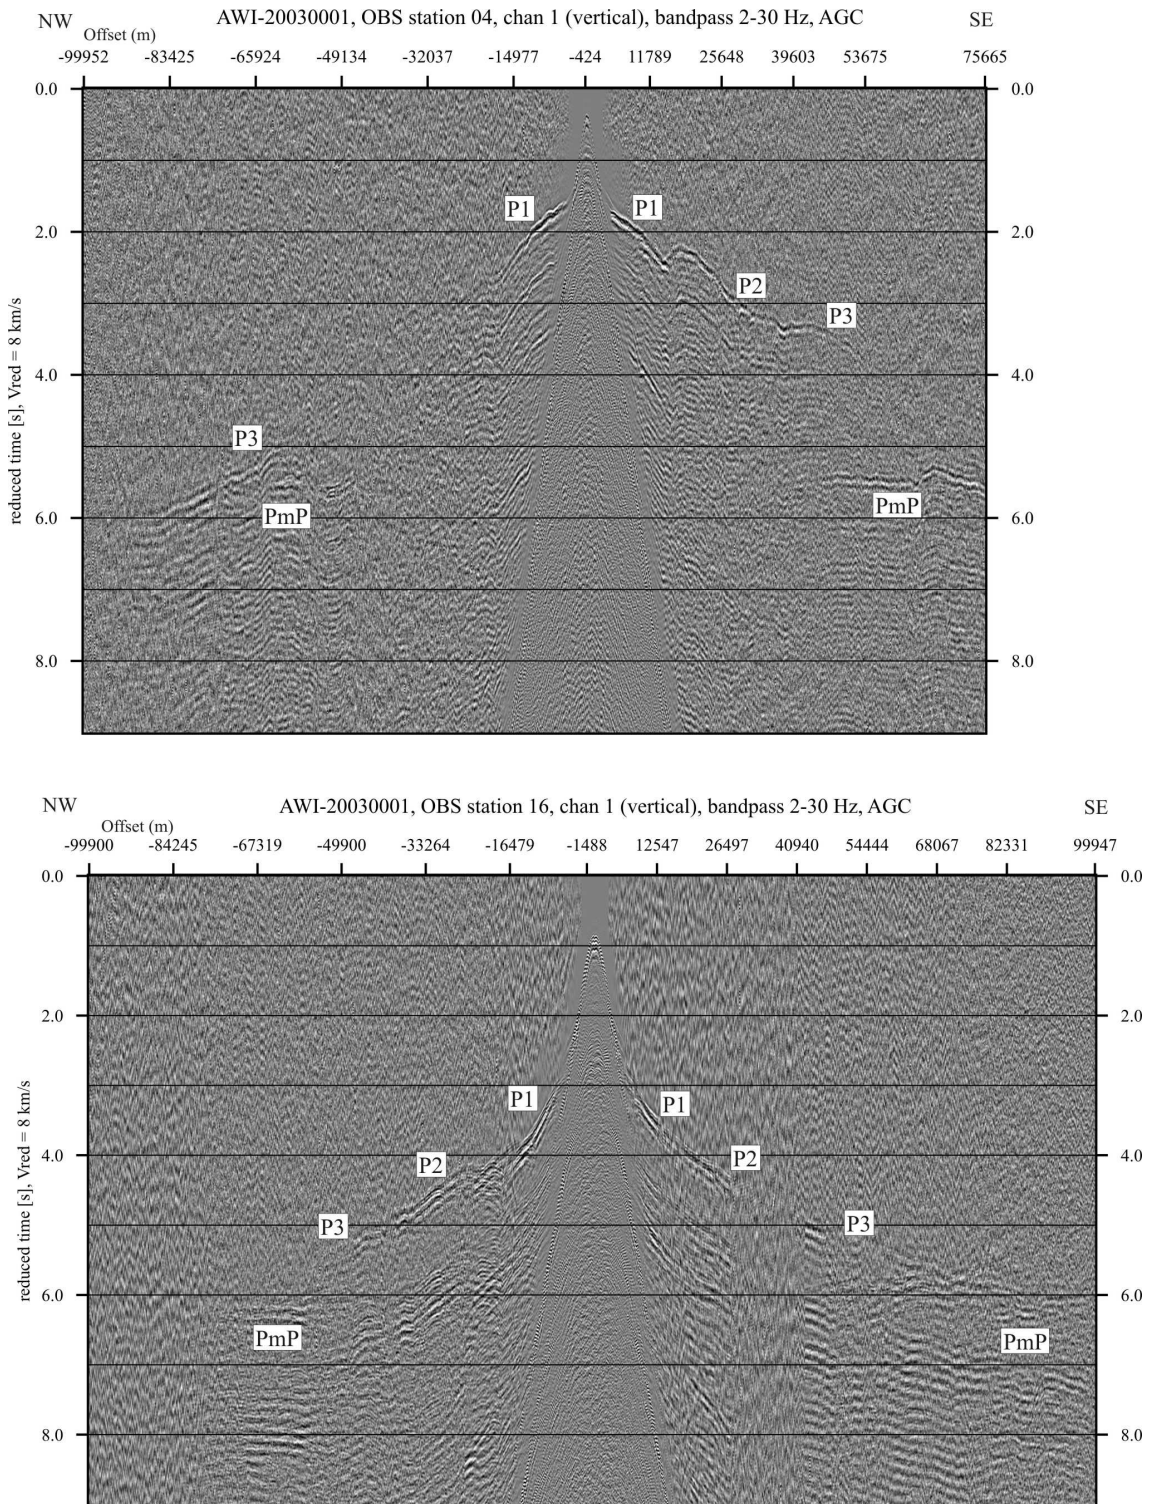 AWI-20030001, OBS station 04, chan 1 (vertical), bandpass 2-30 Hz, AGC
NW SE
Offset (m)
-99952 -83425 -65924 -49134 -32037 -14977 -424 11789 25648 39603 53675 75665
0.0 0.0
P1 P1
2.0 2.0
P2
P3
reduced time [s], Vred = 8 km/s
4.0 4.0
P3
PmP
PmP
6.0 6.0
8.0 8.0
NW AWI-20030001, OBS station 16, chan 1 (vertical), bandpass 2-30 Hz, AGC SE
Offset (m)
-99900 -84245 -67319 -49900 -33264 -16479 -1488 12547 26497 40940 54444 68067 82331 99947
0.0 0.0
2.0 2.0
P1 P1
4.0 4.0
P2 P2
P3 P3
reduced time [s], Vred = 8 km/s
6.0 6.0
PmP PmP
8.0 8.0